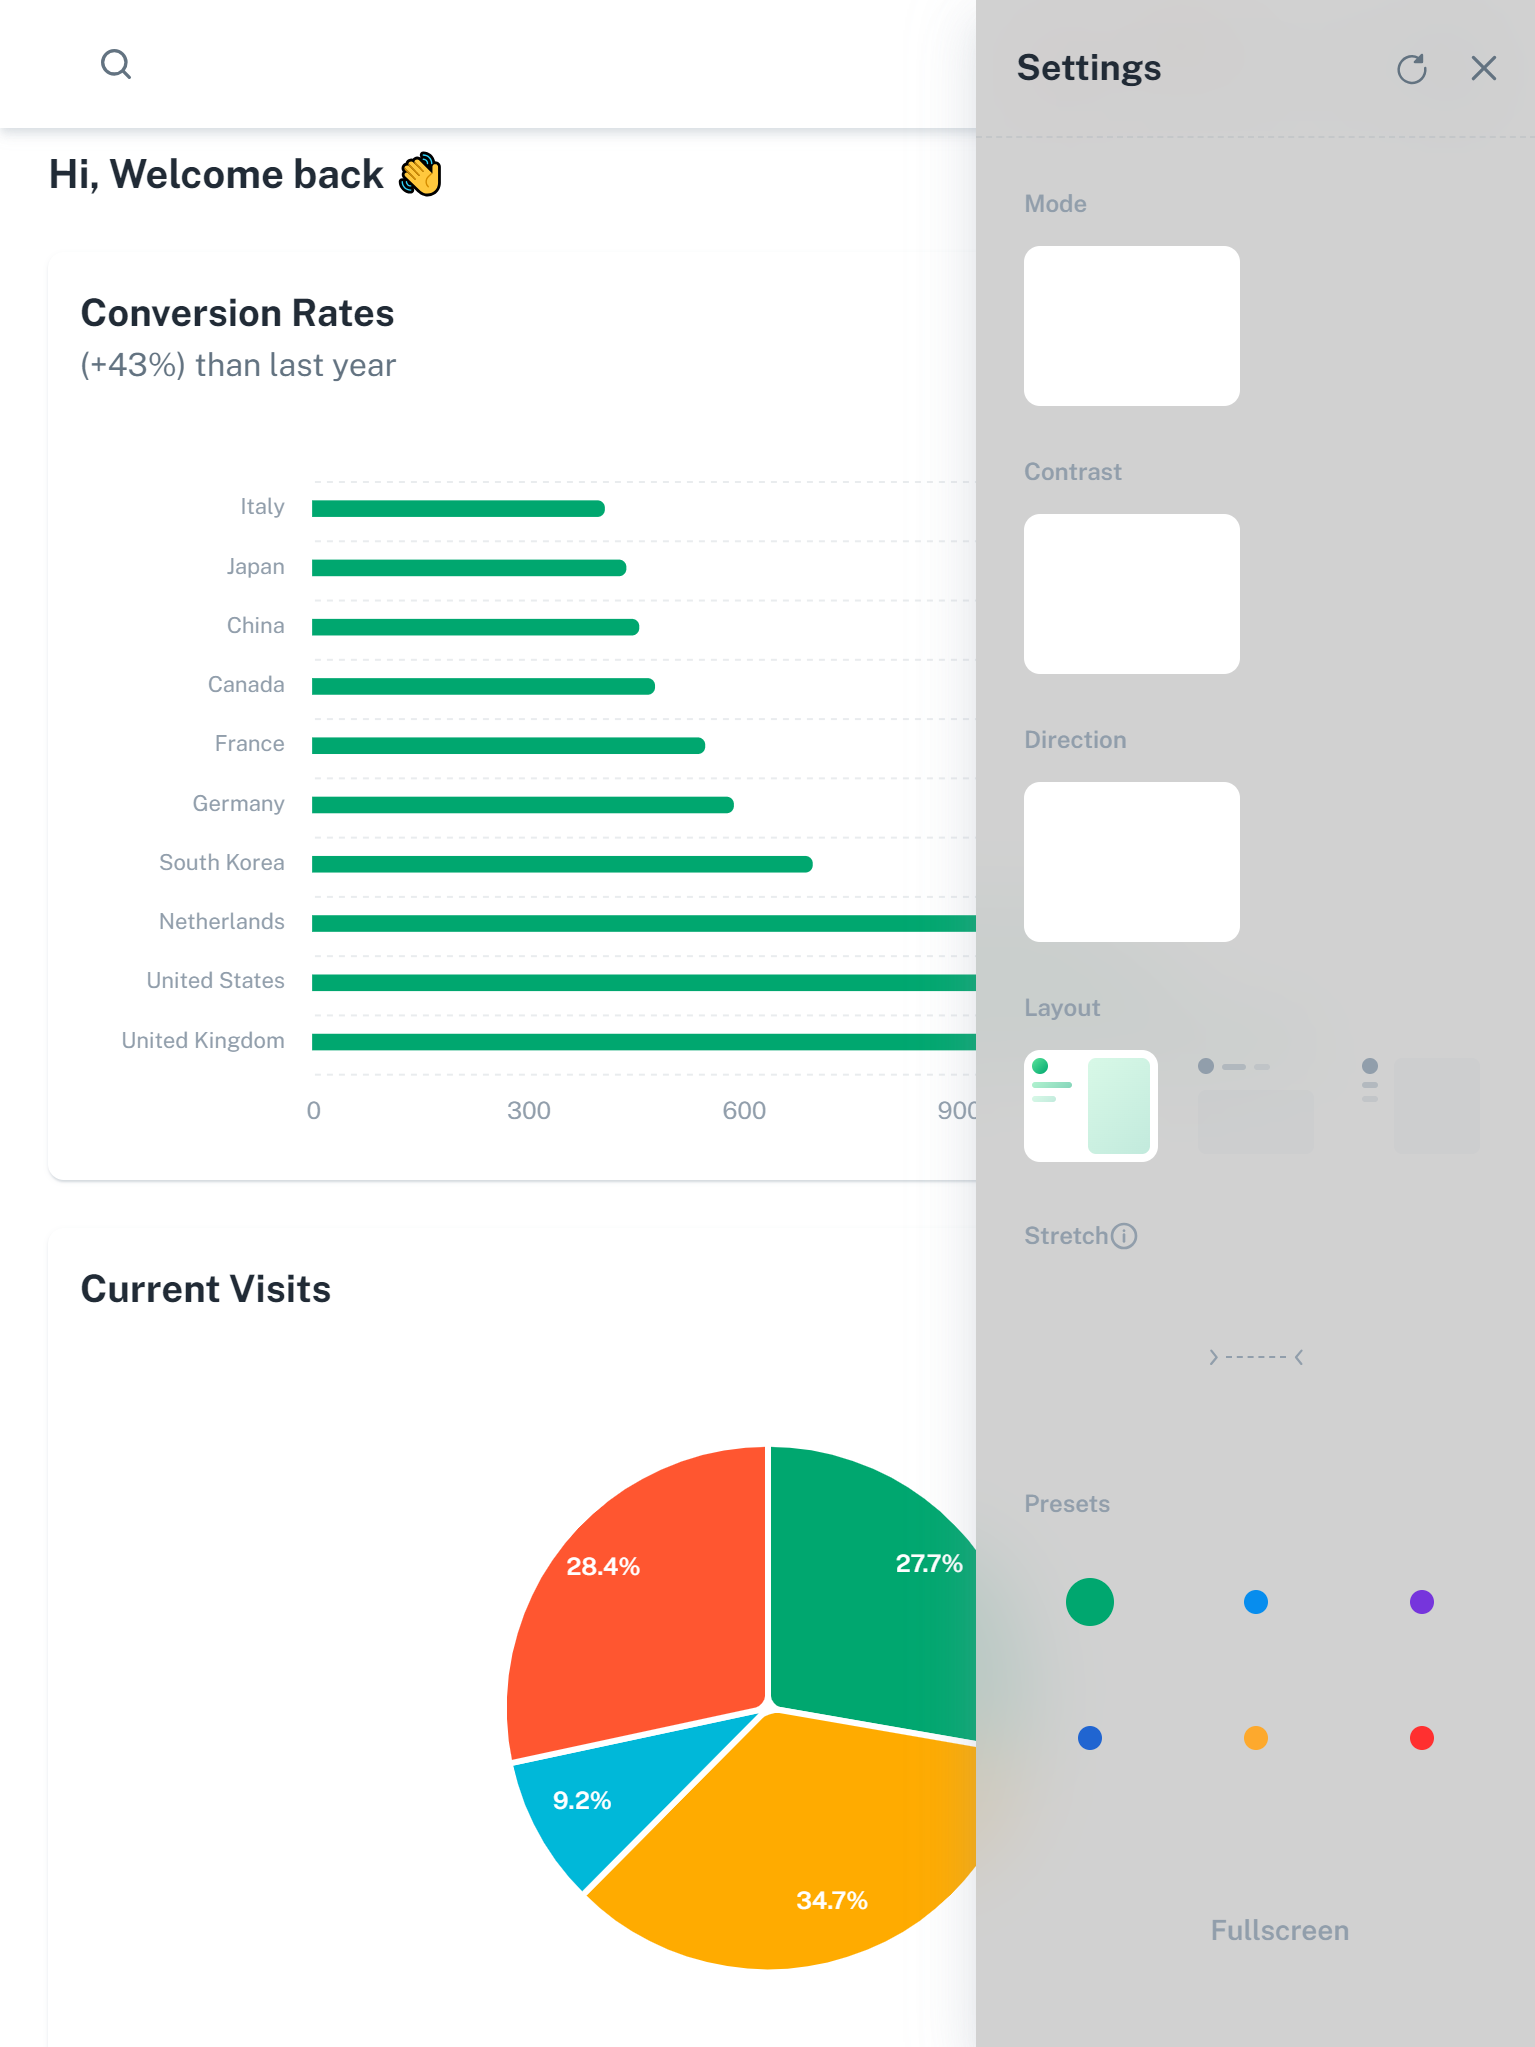 Hi, Welcome back 👋
Conversion Rates
(+43%) than last year
Italy
Japan
China
Canada
France
Germany
South Korea
Netherlands
United States
United Kingdom
0 300 600 900
Current Visits
28.4%
27.7%
9.2%
34.7%
Settings
Mode
Contrast
Direction
Layout
Stretch
Presets
Fullscreen